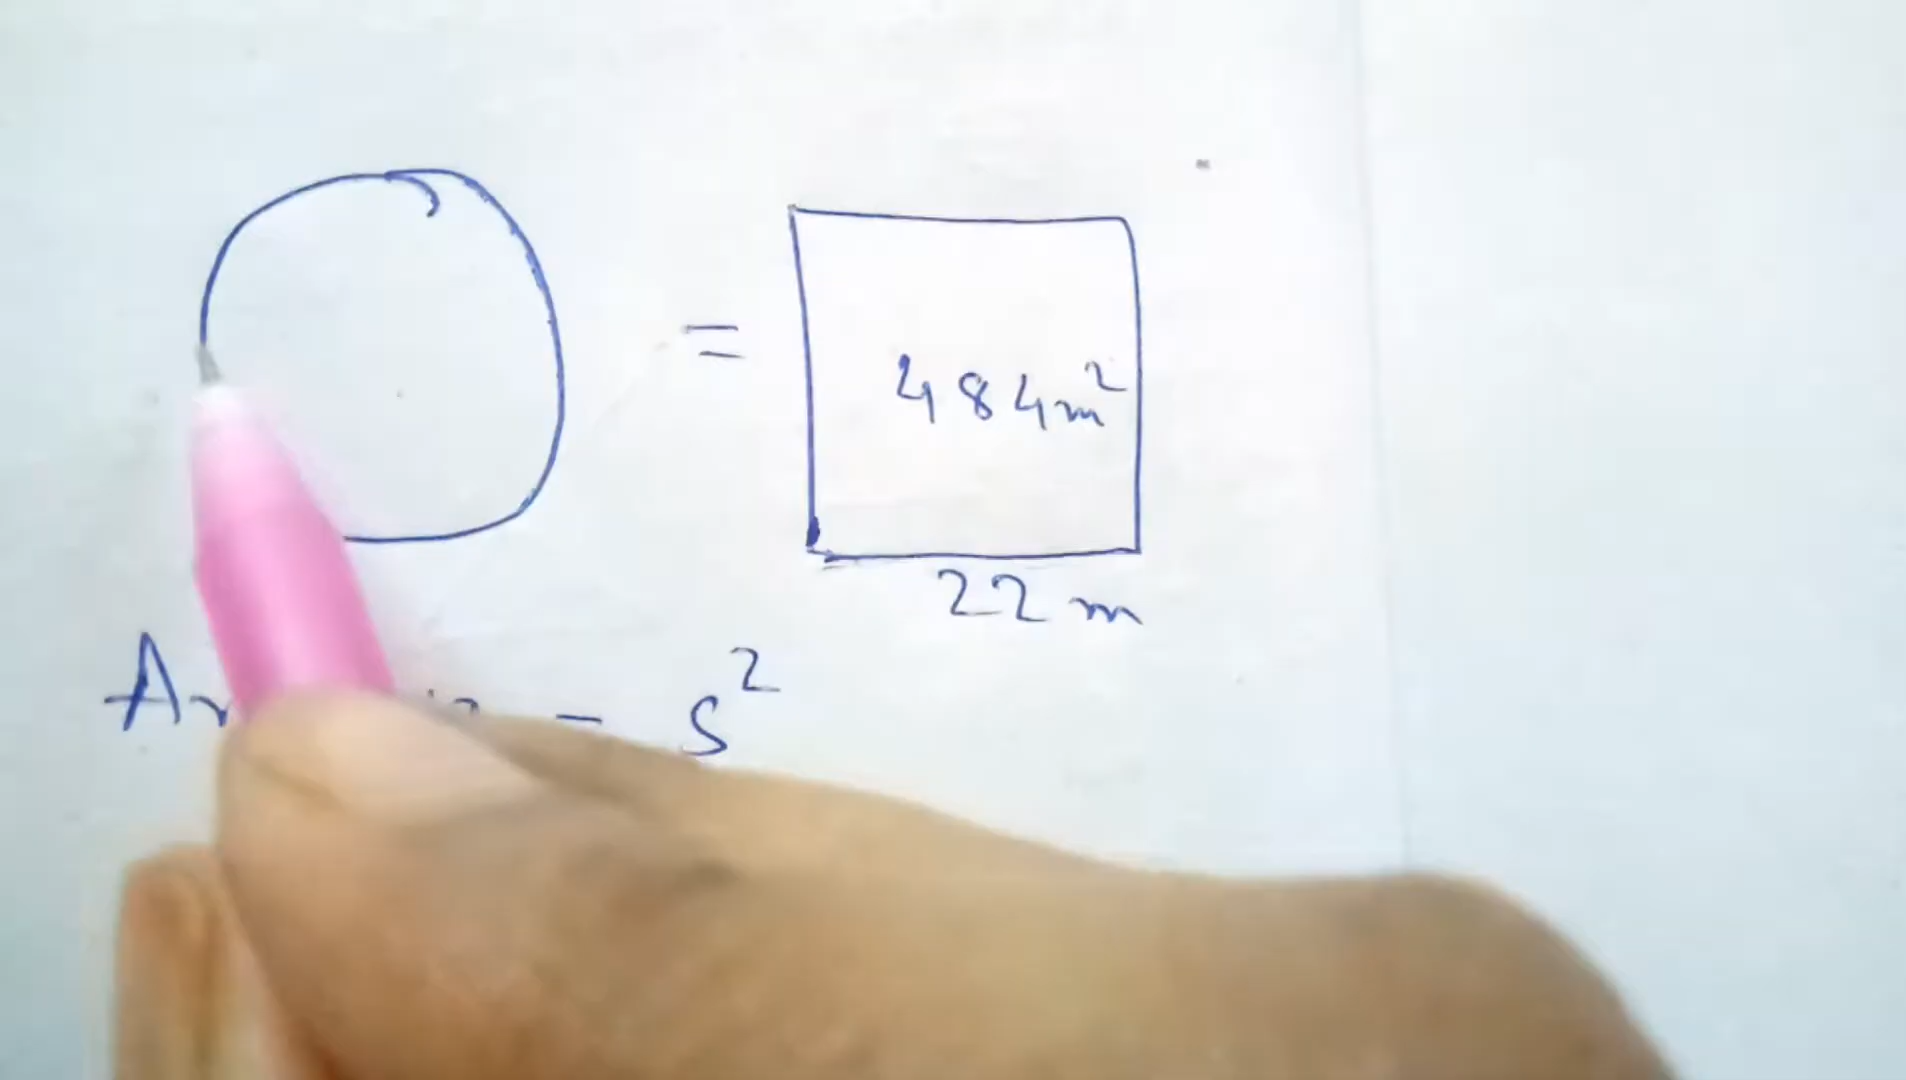 =
484m²
22 m
= s²